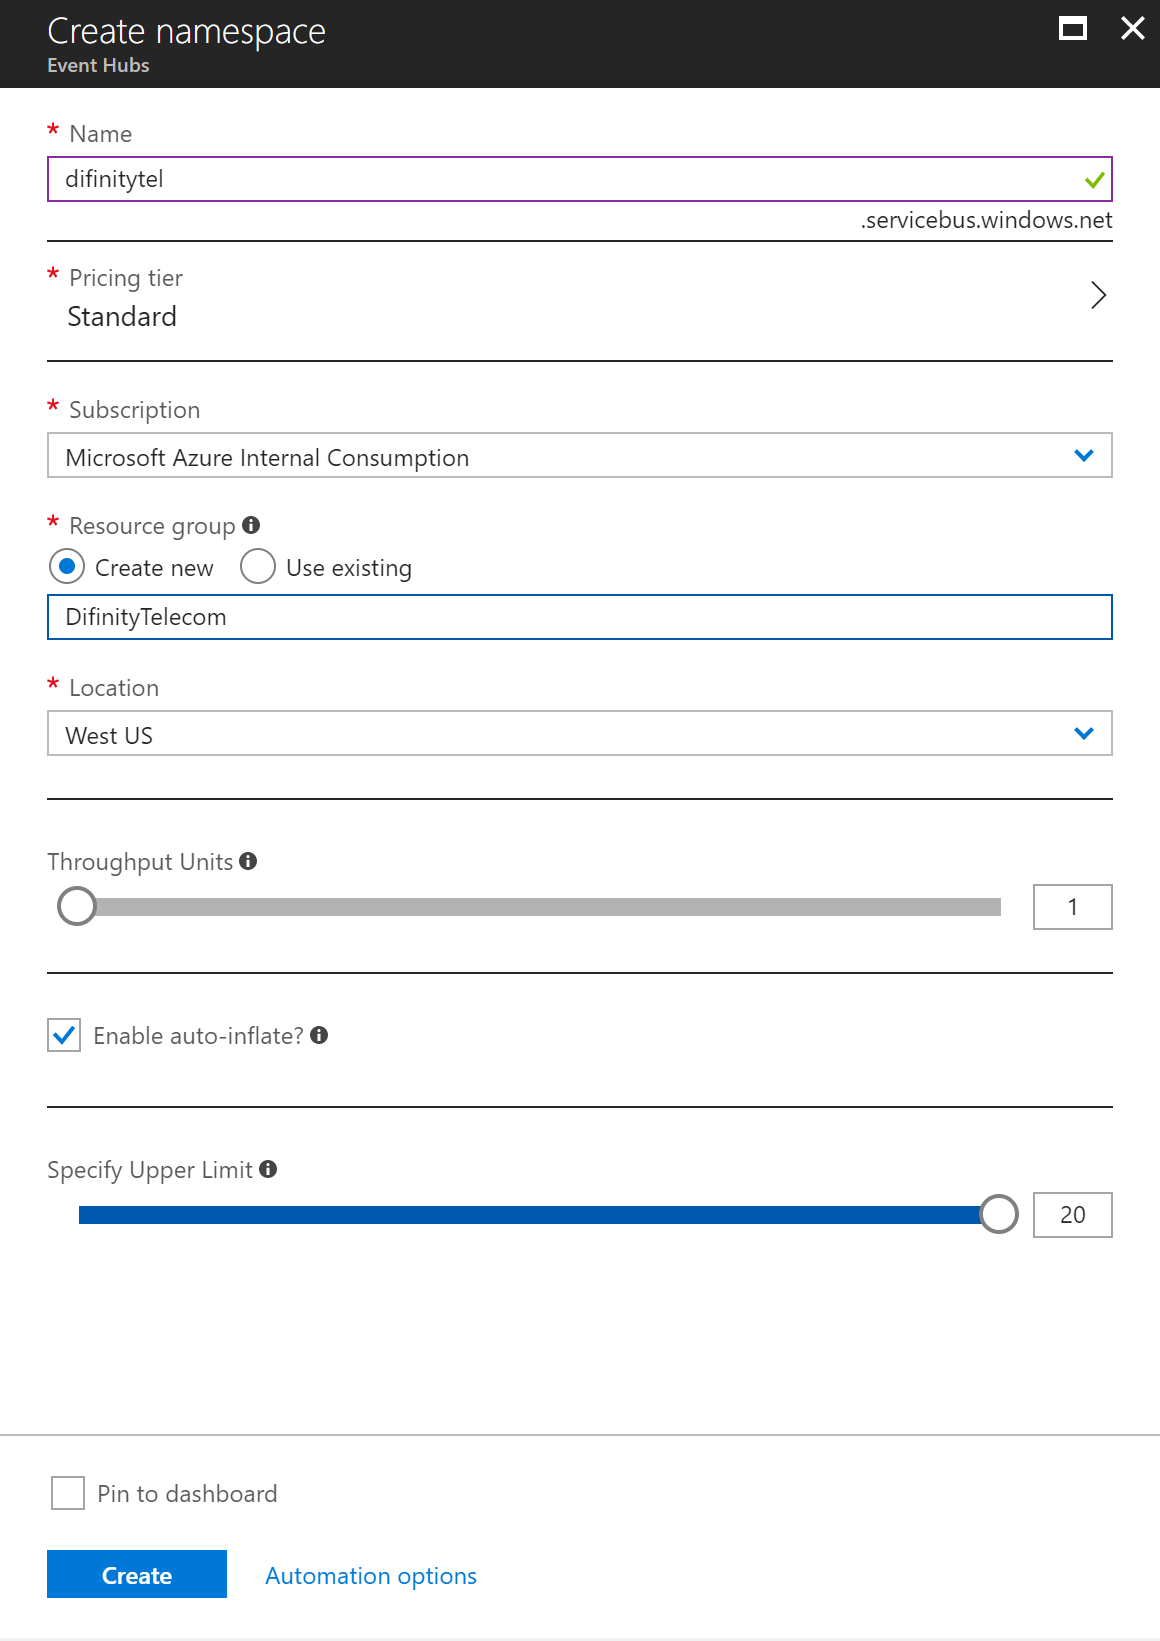 Create namespace
Event Hubs
* Name
difinitytel
.servicebus.windows.net
* Pricing tier
Standard
* Subscription
Microsoft Azure Internal Consumption
* Resource group
Create new Use existing
DifinityTelecom
* Location
West US
Throughput Units
1
Enable auto-inflate?
Specify Upper Limit
20
Pin to dashboard
Create Automation options